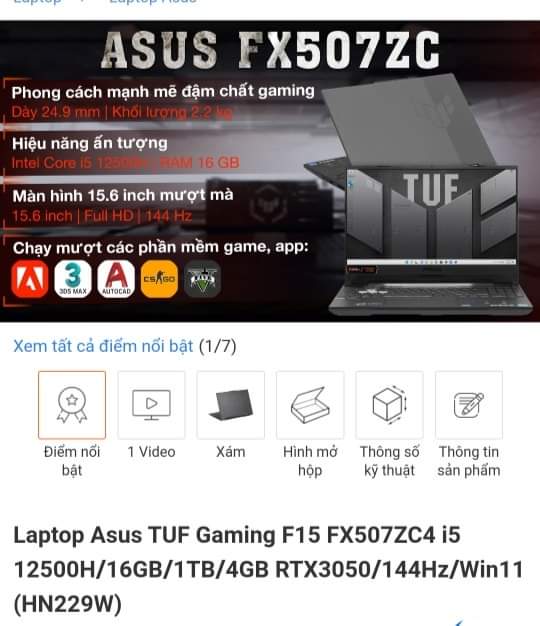 Laptop
Laptop Asus
ASUS FX507ZC
Phong cách mạnh mẽ đậm chất gaming
Dày 24.9 mm | Khối lượng 2.2 kg
Hiệu năng ấn tượng
Intel Core i5 12500H | RAM 16 GB
Màn hình 15.6 inch mượt mà
15.6 inch | Full HD | 144 Hz
TUF
Chạy mượt các phần mềm game, app:
3
3DS MAX
A
AUTOCAD
CS:GO
V
Xem tất cả điểm nổi bật (1/7)
Điểm nổi bật
1 Video
Xám
Hình mở hộp
Thông số kỹ thuật
Thông tin sản phẩm
Laptop Asus TUF Gaming F15 FX507ZC4 i5
12500H/16GB/1TB/4GB RTX3050/144Hz/Win11
(HN229W)